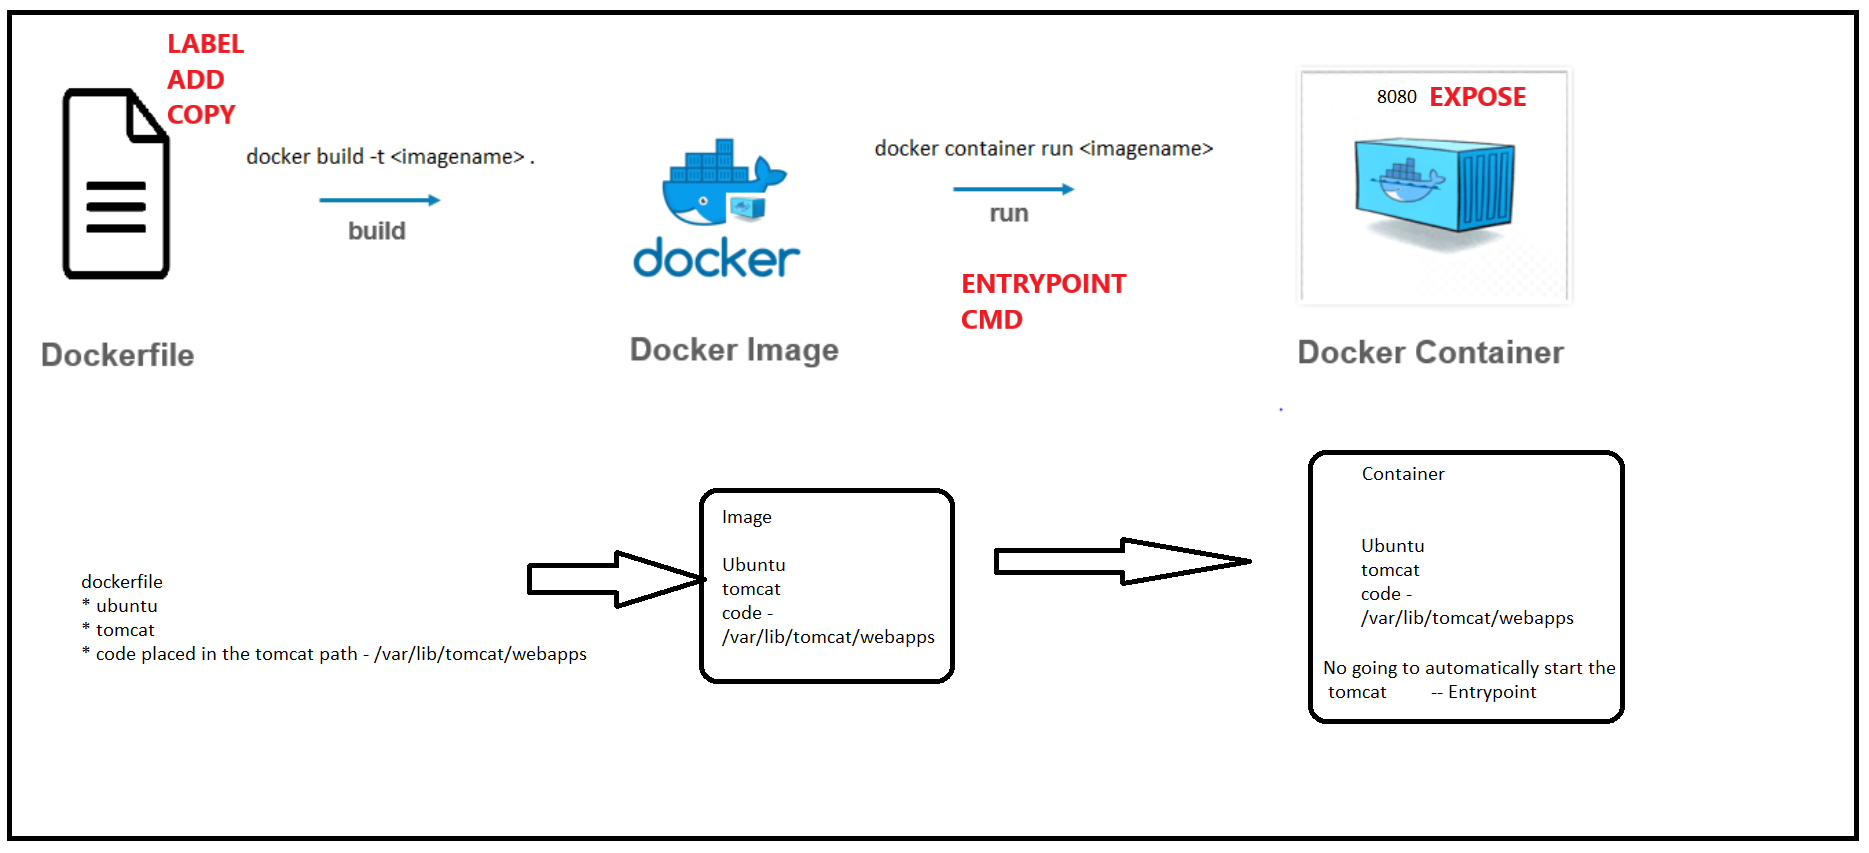 LABEL
ADD
COPY
docker build -t <imagename> .
build
Dockerfile
docker
Docker Image
docker container run <imagename>
run
ENTRYPOINT
CMD
8080 EXPOSE
Docker Container
dockerfile
* ubuntu
* tomcat
* code placed in the tomcat path - /var/lib/tomcat/webapps
Image
Ubuntu
tomcat
code -
/var/lib/tomcat/webapps
Container
Ubuntu
tomcat
code -
/var/lib/tomcat/webapps
No going to automatically start the
tomcat -- Entrypoint